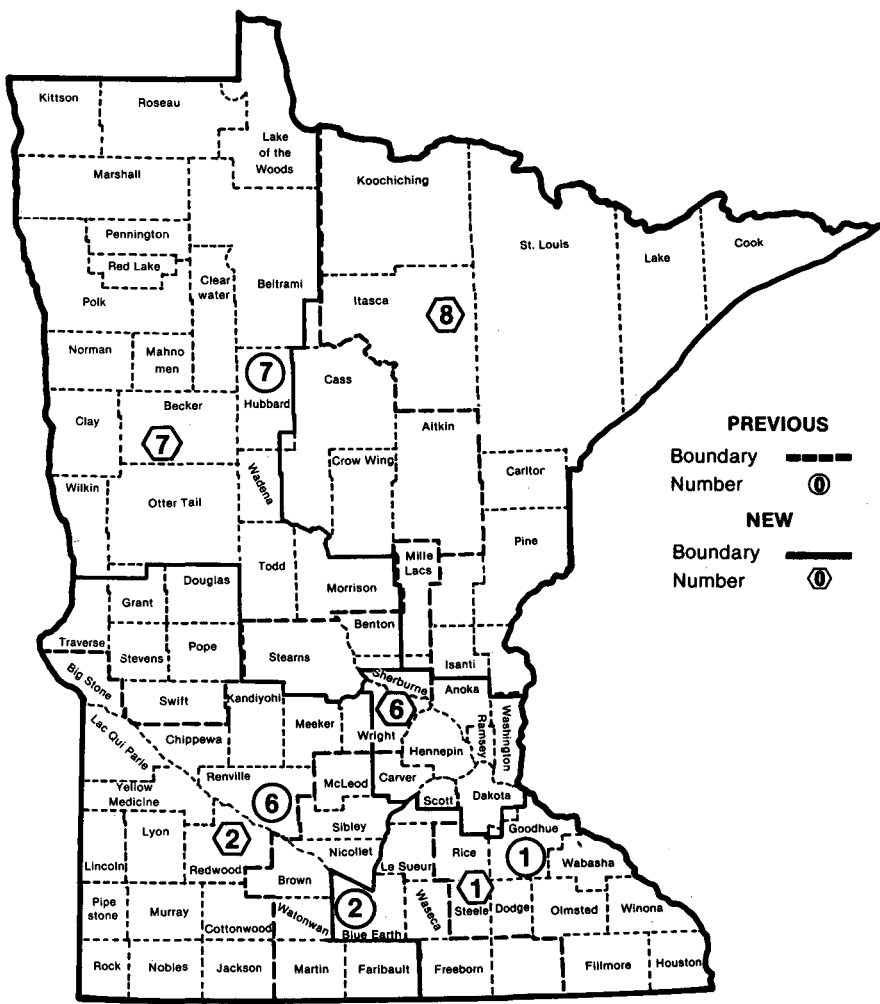 Kittson
Roseau
Lake
of the
Woods
Marshall
Koochiching
Pennington
St. Louis
Lake
Cook
Red Lake
Clear
water
Beltrami
Polk
Itasca
8
Norman
Mahno
men
7
Hubbard
Cass
Becker
Clay
7
Aitkin
Crow Wing
Carltor
Wilkin
Otter Tail
Wadena
Pine
PREVIOUS
Boundary
Number 0
NEW
Boundary
Number 0
Todd
Mille
Lacs
Douglas
Morrison
Grant
Benton
Traverse
Stevens
Pope
Stearns
Isanti
Big Stone
Sherburne
Anoka
Swift
Kandiyohi
6
Washington
Ramsey
Meeker
Wright
Lac Qui Parle
Chippewa
Hennepin
Renville
McLeod
Carver
Yellow
Medicine
6
Scott
Dakota
Lyon
2
Sibley
Goodhue
Nicollet
Rice
1
Wabasha
Lincoln
Redwood
Le Sueur
Brown
1
Pipe
stone
Murray
Watonwan
2
Waseca
Steele
Dodge
Olmsted
Winona
Cottonwood
Blue Earth
Rock
Nobles
Jackson
Martin
Faribault
Freeborn
Fillmore
Houston